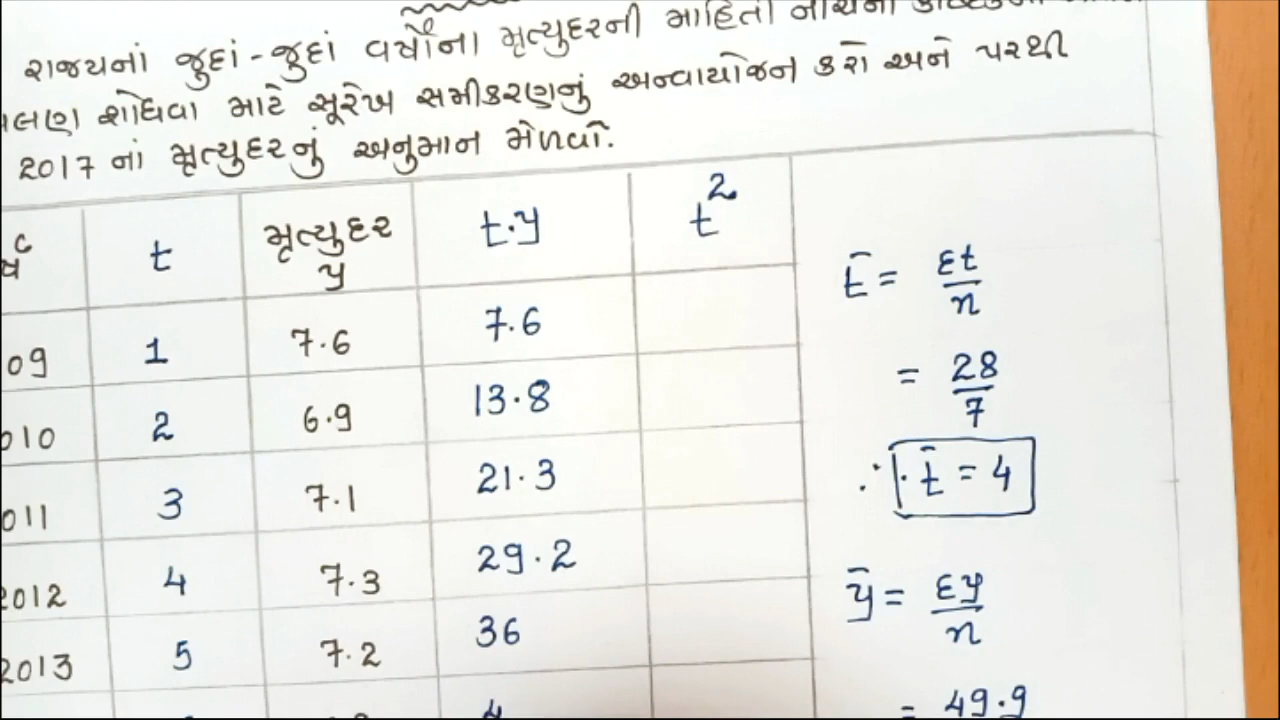 રાજ્યનાં જુદાં-જુદાં વર્ષોના મૃત્યુદરની માહિતી
શોધવા માટે સૂરેખ સમીકરણનું અન્વાયોજન કરો અને પરથી
2017 નાં મૃત્યુદરનું અનુમાન મેળવો.
t મૃત્યુદર y t.y t²
09 1 7.6 7.6
010 2 6.9 13.8
011 3 7.1 21.3
2012 4 7.3 29.2
2013 5 7.2 36
t̄ = Σt/n
= 28/7
∴ t̄ = 4
ȳ = Σy/n
= 49.9